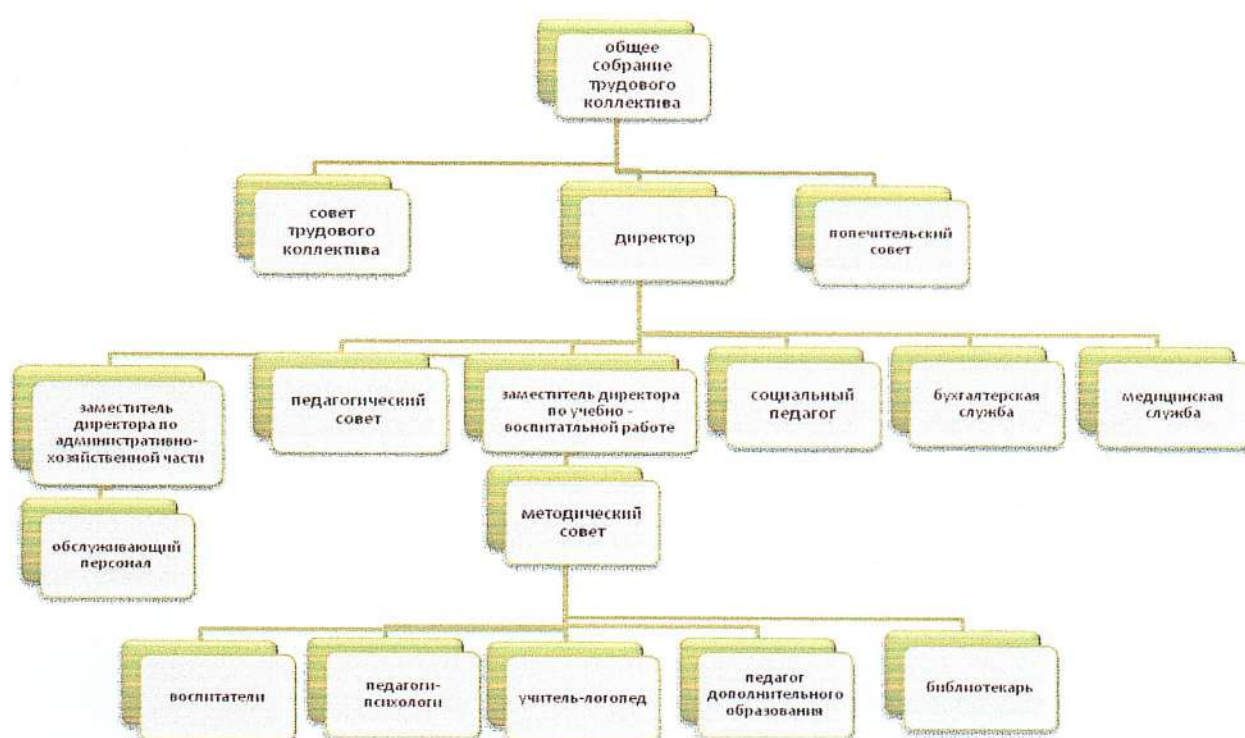 общее
собрание
трудового
коллектива
совет
трудового
коллектива
директор
попечительский
совет
заместитель
директора по
административно-
хозяйственной части
педагогический
совет
заместитель директора
по учебно -
воспитатльной работе
социальный
педагог
бухгалтерская
служба
медицинская
служба
обслуживающий
персонал
методический
совет
воспитатели
педагоги-
психологи
учитель-логопед
педагог
дополнительного
образования
библиотекарь